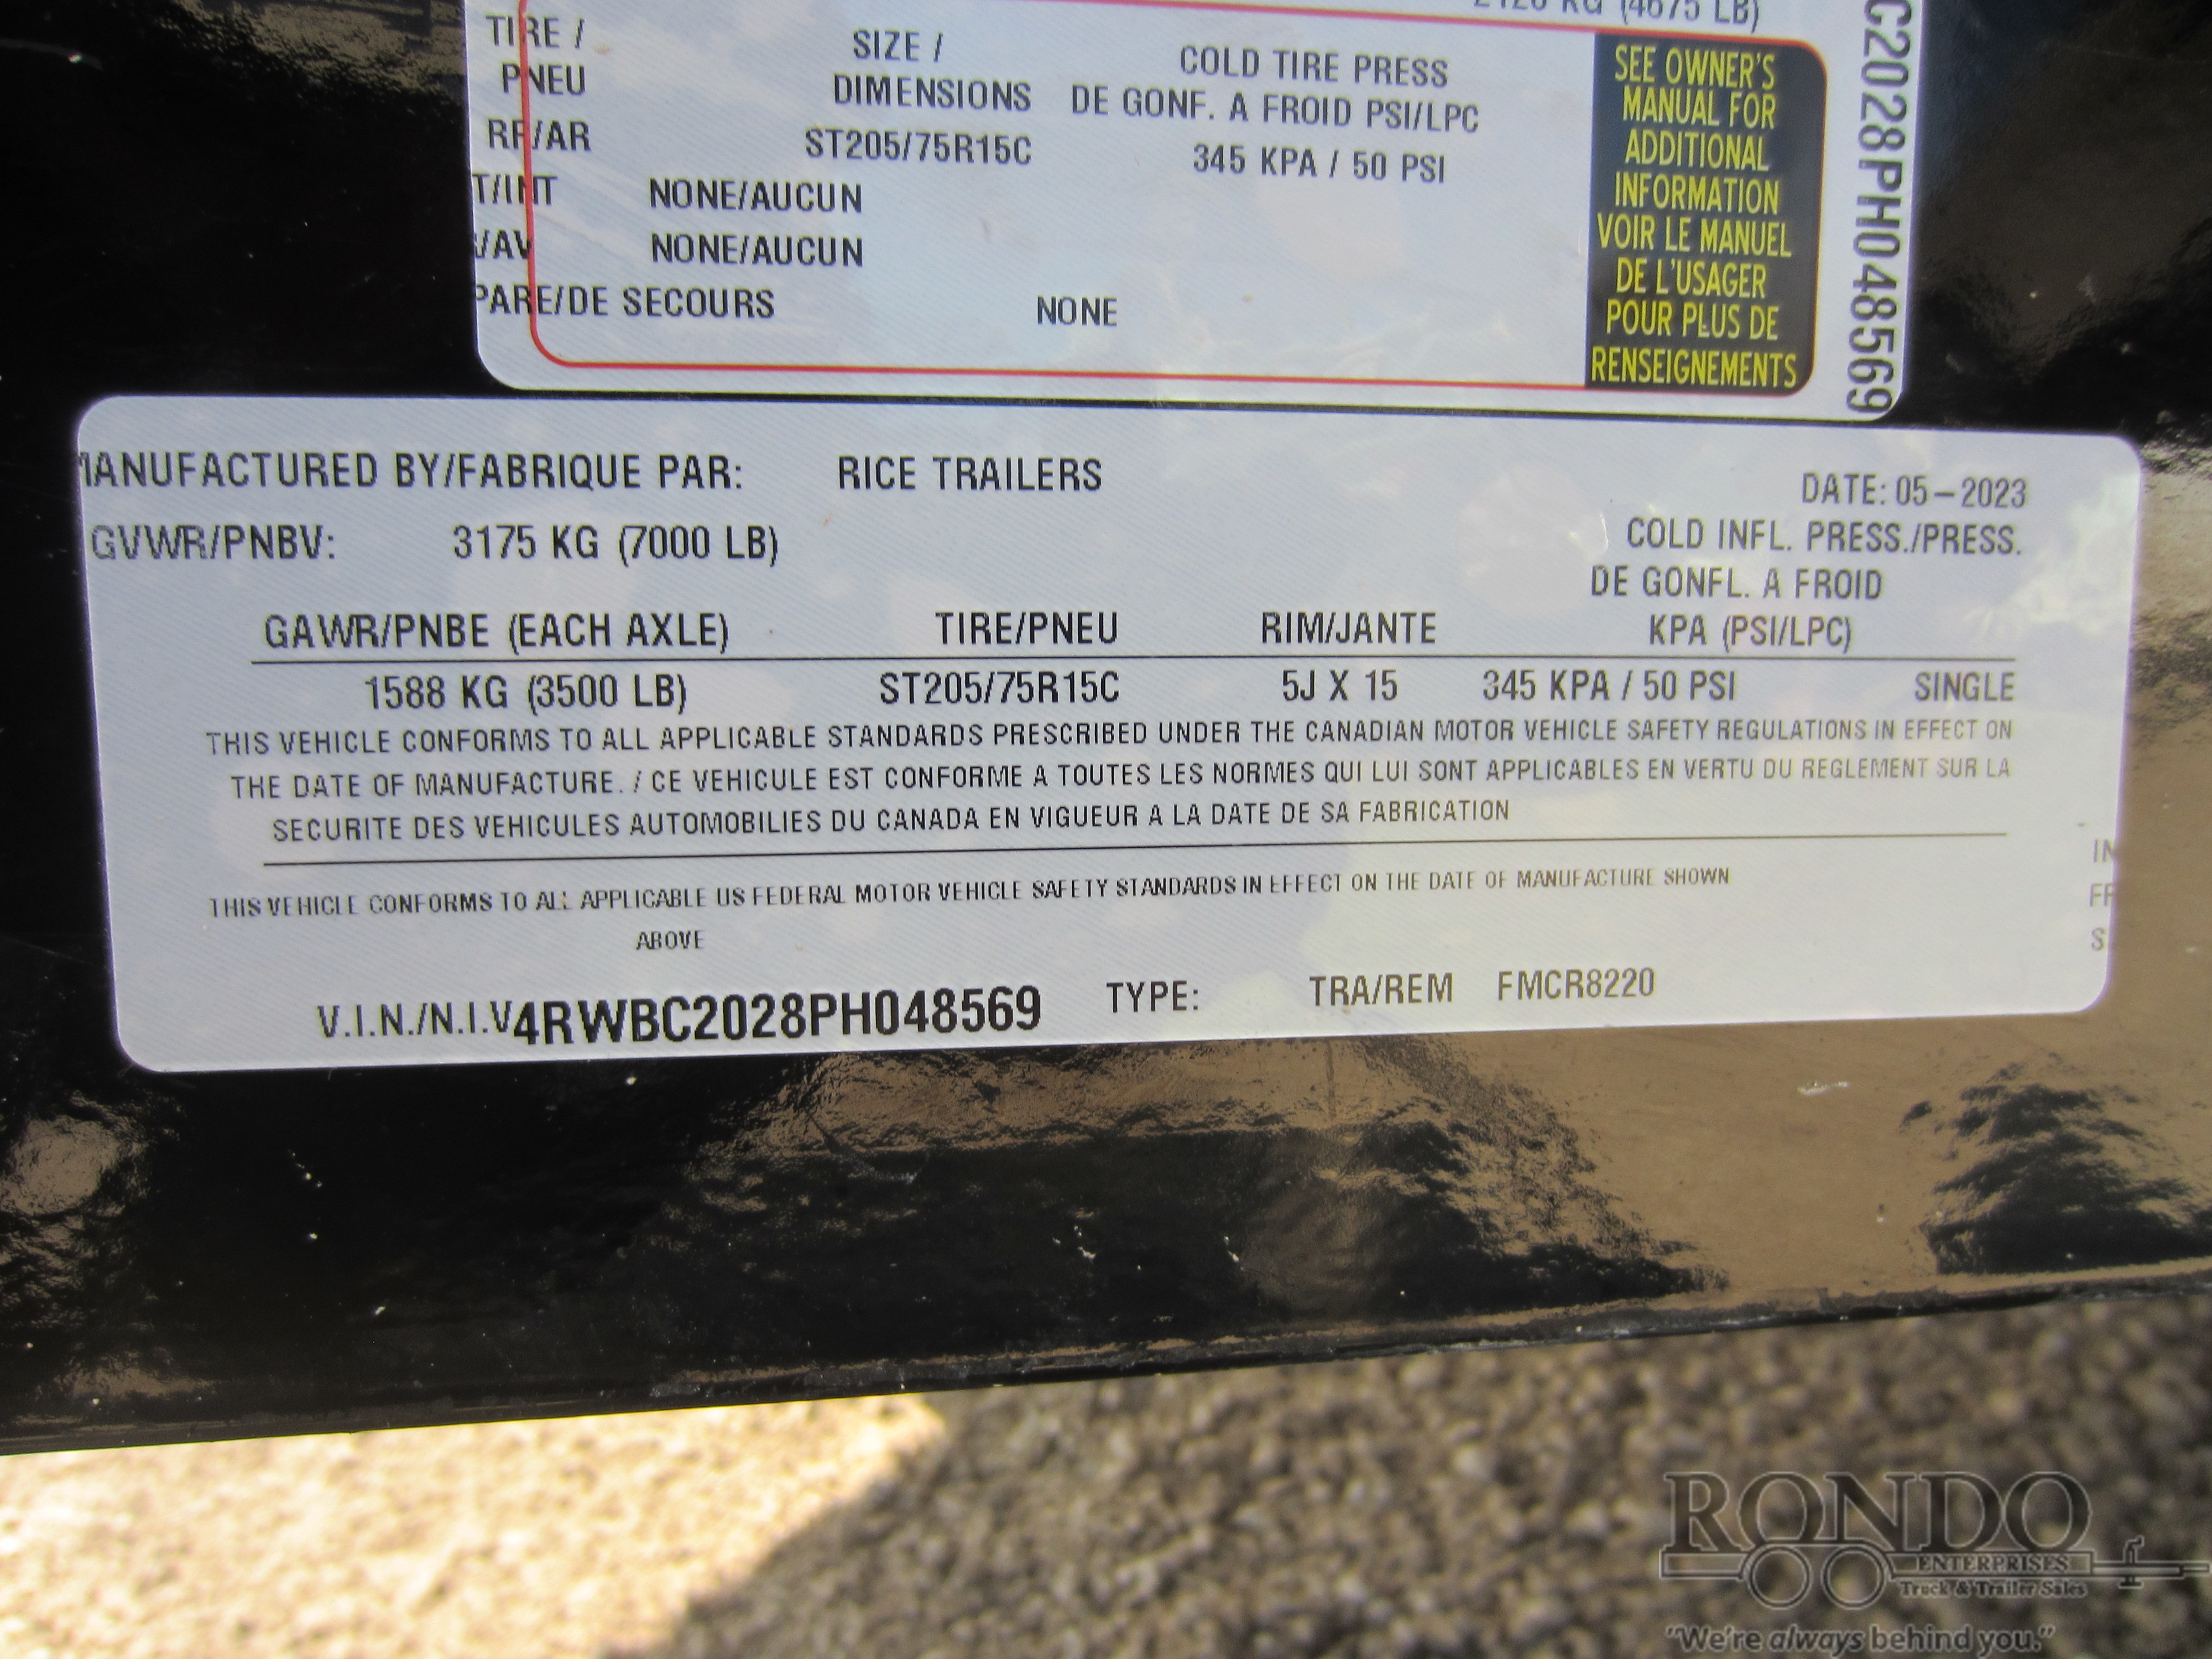 (4675 LB)
TIRE / SIZE / COLD TIRE PRESS
PNEU DIMENSIONS DE GONF. A FROID PSI/LPC
RF/AR ST205/75R15C 345 KPA / 50 PSI
T/INT NONE/AUCUN
/AV NONE/AUCUN
PARE/DE SECOURS NONE
SEE OWNER'S
MANUAL FOR
ADDITIONAL
INFORMATION
VOIR LE MANUEL
DE L'USAGER
POUR PLUS DE
RENSEIGNEMENTS
C2028PH048569
MANUFACTURED BY/FABRIQUE PAR: RICE TRAILERS DATE: 05-2023
GVWR/PNBV: 3175 KG (7000 LB) COLD INFL. PRESS./PRESS.
DE GONFL. A FROID
GAWR/PNBE (EACH AXLE) TIRE/PNEU RIM/JANTE KPA (PSI/LPC)
1588 KG (3500 LB) ST205/75R15C 5J X 15 345 KPA / 50 PSI SINGLE
THIS VEHICLE CONFORMS TO ALL APPLICABLE STANDARDS PRESCRIBED UNDER THE CANADIAN MOTOR VEHICLE SAFETY REGULATIONS IN EFFECT ON
THE DATE OF MANUFACTURE. / CE VEHICULE EST CONFORME A TOUTES LES NORMES QUI LUI SONT APPLICABLES EN VERTU DU REGLEMENT SUR LA
SECURITE DES VEHICULES AUTOMOBILIES DU CANADA EN VIGUEUR A LA DATE DE SA FABRICATION
THIS VEHICLE CONFORMS TO ALL APPLICABLE US FEDERAL MOTOR VEHICLE SAFETY STANDARDS IN EFFECT ON THE DATE OF MANUFACTURE SHOWN
ABOVE
V.I.N./N.I.V 4RWBC2028PH048569 TYPE: TRA/REM FMCR8220
IN
FR
S
RONDO
ENTERPRISES
Truck & Trailer Sales
"We're always behind you."